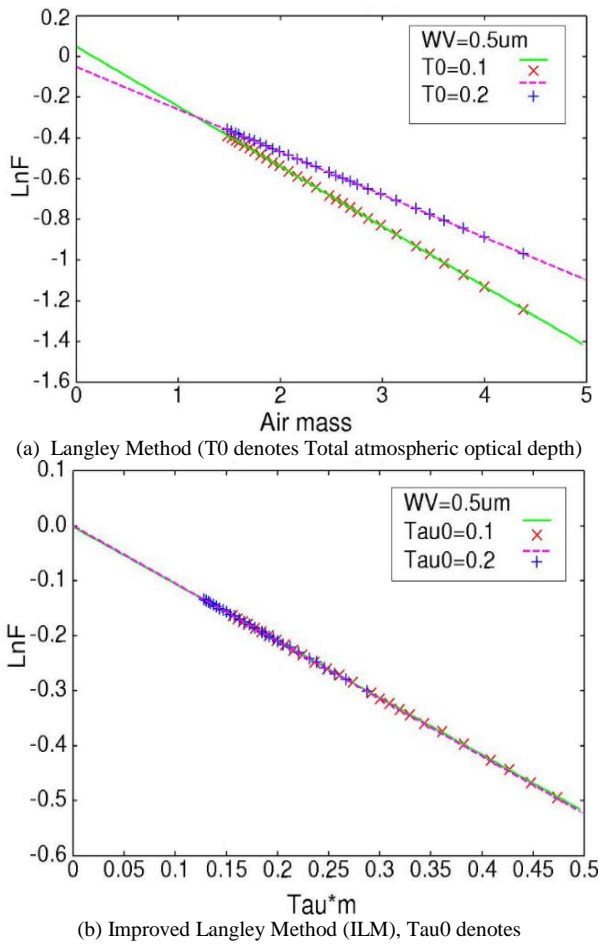 0.2
0
-0.2
-0.4
-0.6
-0.8
-1
-1.2
-1.4
-1.6
LnF
WV=0.5um
T0=0.1
T0=0.2
0 1 2 3 4 5
Air mass
(a) Langley Method (T0 denotes Total atmospheric optical depth)
0.1
0.0
-0.1
-0.2
-0.3
-0.4
-0.5
-0.6
LnF
WV=0.5um
Tau0=0.1
Tau0=0.2
0 0.05 0.1 0.15 0.2 0.25 0.3 0.35 0.4 0.45 0.5
Tau*m
(b) Improved Langley Method (ILM), Tau0 denotes